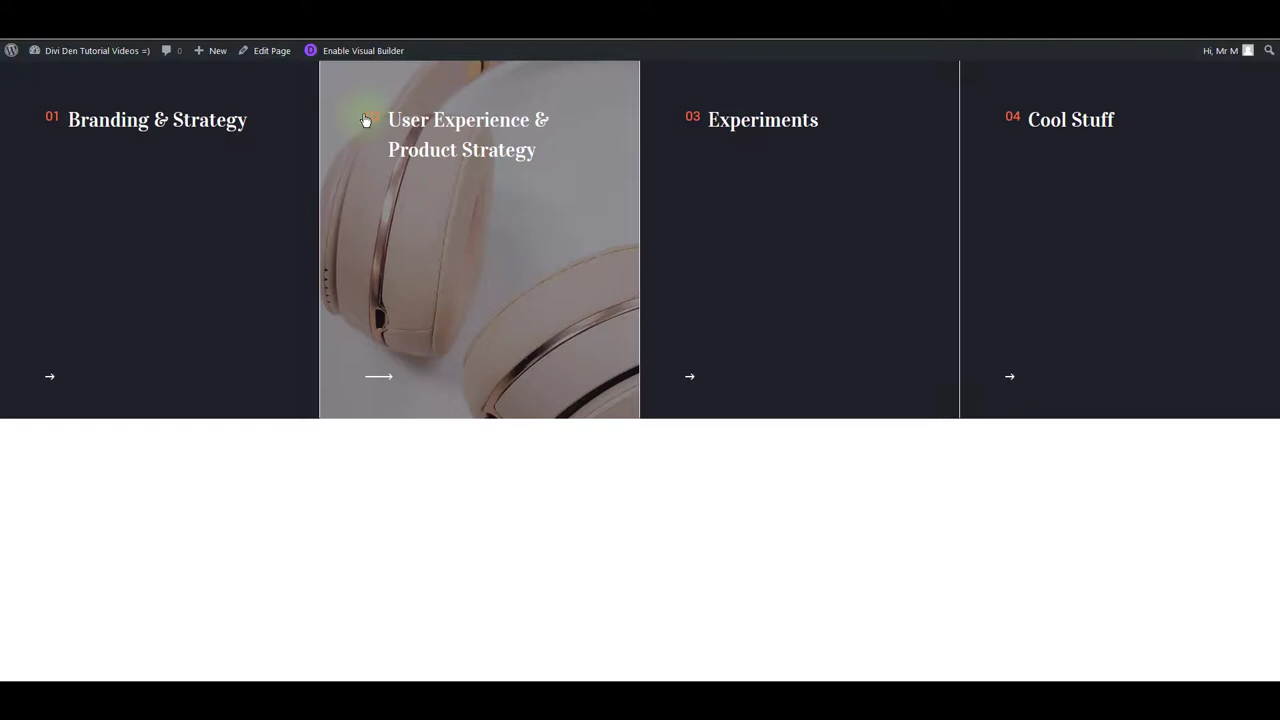 Divi Den Tutorial Videos =) 0 New Edit Page Enable Visual Builder Hi, Mr M
01 Branding & Strategy
User Experience &
Product Strategy
03 Experiments
04 Cool Stuff